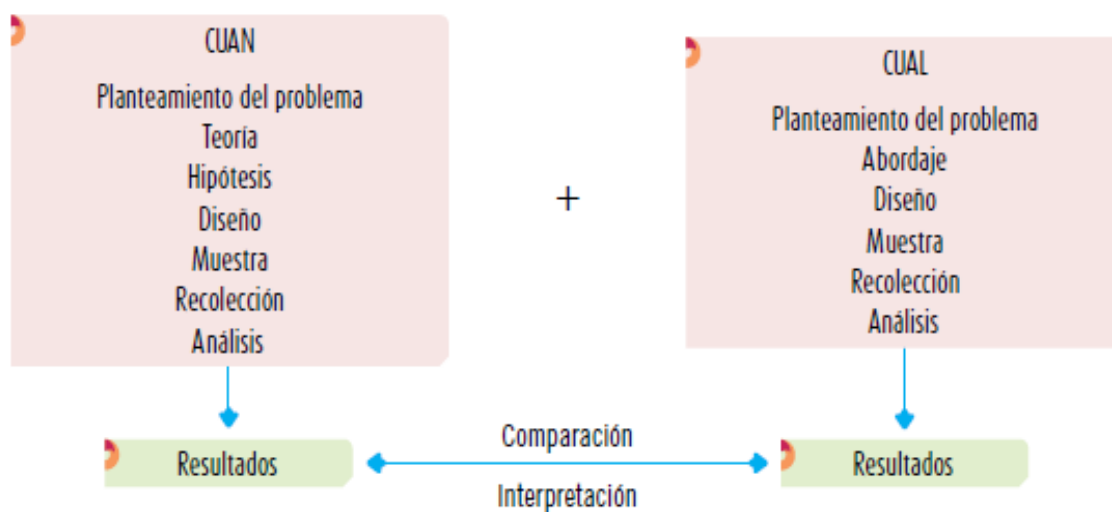 CUAN
Planteamiento del problema
Teoría
Hipótesis
Diseño
Muestra
Recolección
Análisis
+
CUAL
Planteamiento del problema
Abordaje
Diseño
Muestra
Recolección
Análisis
Resultados
Comparación
Interpretación
Resultados